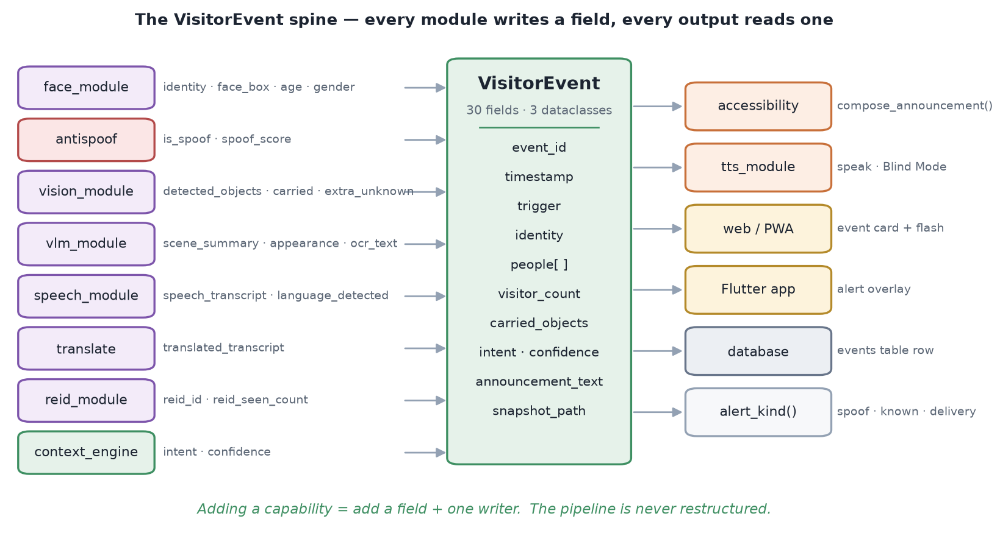 The VisitorEvent spine — every module writes a field, every output reads one
face_module
identity · face_box · age · gender
antispoof
is_spoof · spoof_score
vision_module
detected_objects · carried · extra_unknown
vlm_module
scene_summary · appearance · ocr_text
speech_module
speech_transcript · language_detected
translate
translated_transcript
reid_module
reid_id · reid_seen_count
context_engine
intent · confidence
VisitorEvent
30 fields · 3 dataclasses
event_id
timestamp
trigger
identity
people[ ]
visitor_count
carried_objects
intent · confidence
announcement_text
snapshot_path
accessibility
compose_announcement()
tts_module
speak · Blind Mode
web / PWA
event card + flash
Flutter app
alert overlay
database
events table row
alert_kind()
spoof · known · delivery
Adding a capability = add a field + one writer.  The pipeline is never restructured.